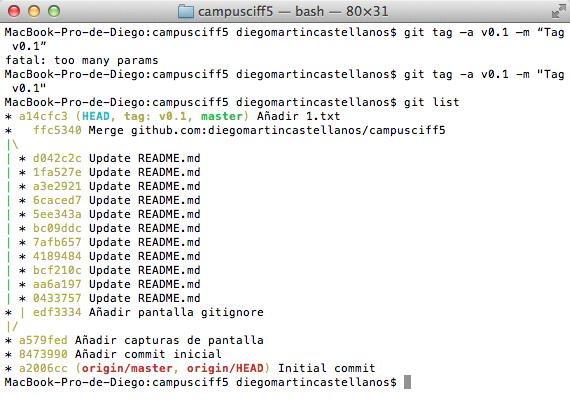 campusciff5 — bash — 80×31
MacBook-Pro-de-Diego:campusciff5 diegomartincastellanos$ git tag –a v0.1 –m “Tag
 v0.1”
fatal: too many params
MacBook-Pro-de-Diego:campusciff5 diegomartincastellanos$ git tag -a v0.1 -m "Tag
 v0.1"
MacBook-Pro-de-Diego:campusciff5 diegomartincastellanos$ git list
* a14cfc3 (HEAD, tag: v0.1, master) Añadir 1.txt
*   ffc5340 Merge github.com:diegomartincastellanos/campusciff5
|\
| * d042c2c Update README.md
| * 1fa527e Update README.md
| * a3e2921 Update README.md
| * 6caced7 Update README.md
| * 5ee343a Update README.md
| * bc09ddc Update README.md
| * 7afb657 Update README.md
| * 4189484 Update README.md
| * bcf210c Update README.md
| * aa6a197 Update README.md
| * 0433757 Update README.md
* | edf3334 Añadir pantalla gitignore
|/
* a579fed Añadir capturas de pantalla
* 8473990 Añadir commit inicial
* a2006cc (origin/master, origin/HEAD) Initial commit
MacBook-Pro-de-Diego:campusciff5 diegomartincastellanos$